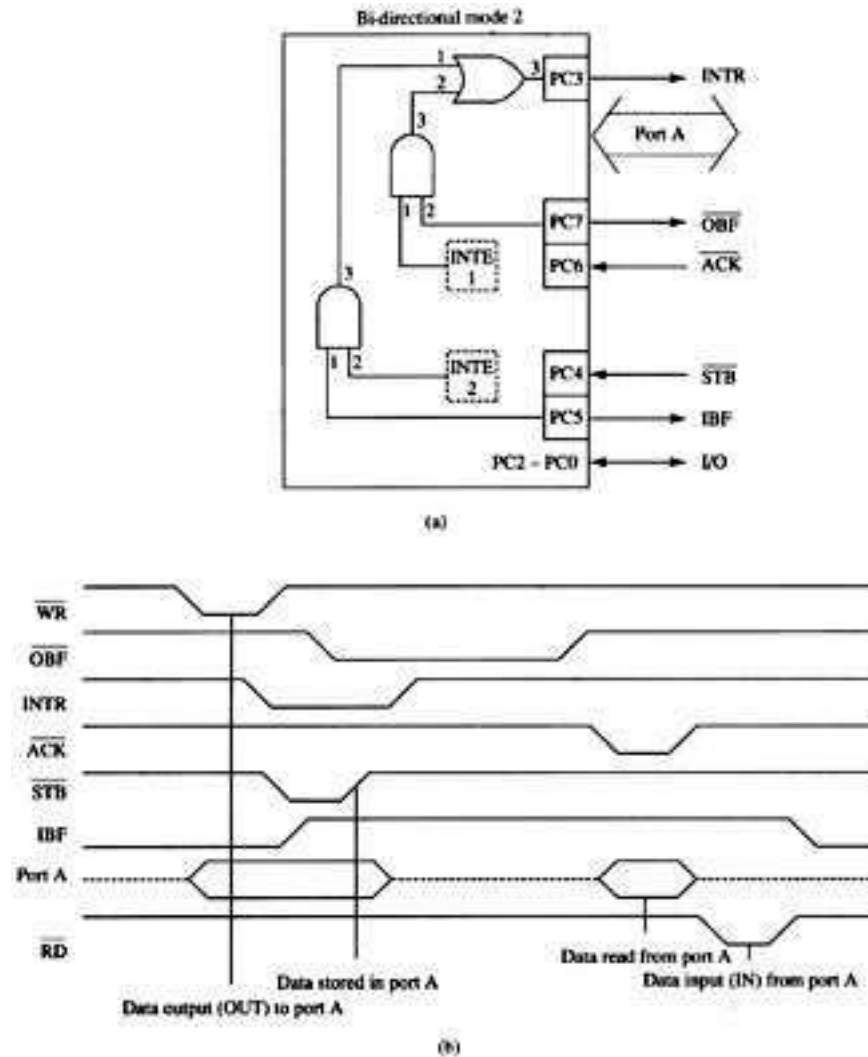 Bi-directional mode 2
1
2
3
PC3
INTR
Port A
3
1
2
PC7
OBF
INTE
1
PC6
ACK
3
1
2
INTE
2
PC4
STB
PC5
IBF
PC2 – PC0
I/O
(a)
WR
OBF
INTR
ACK
STB
IBF
Port A
RD
Data read from port A
Data stored in port A
Data input (IN) from port A
Data output (OUT) to port A
(b)